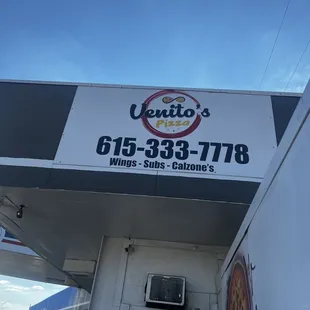 Venito's
Pizza
615-333-7778
Wings - Subs - Calzone's